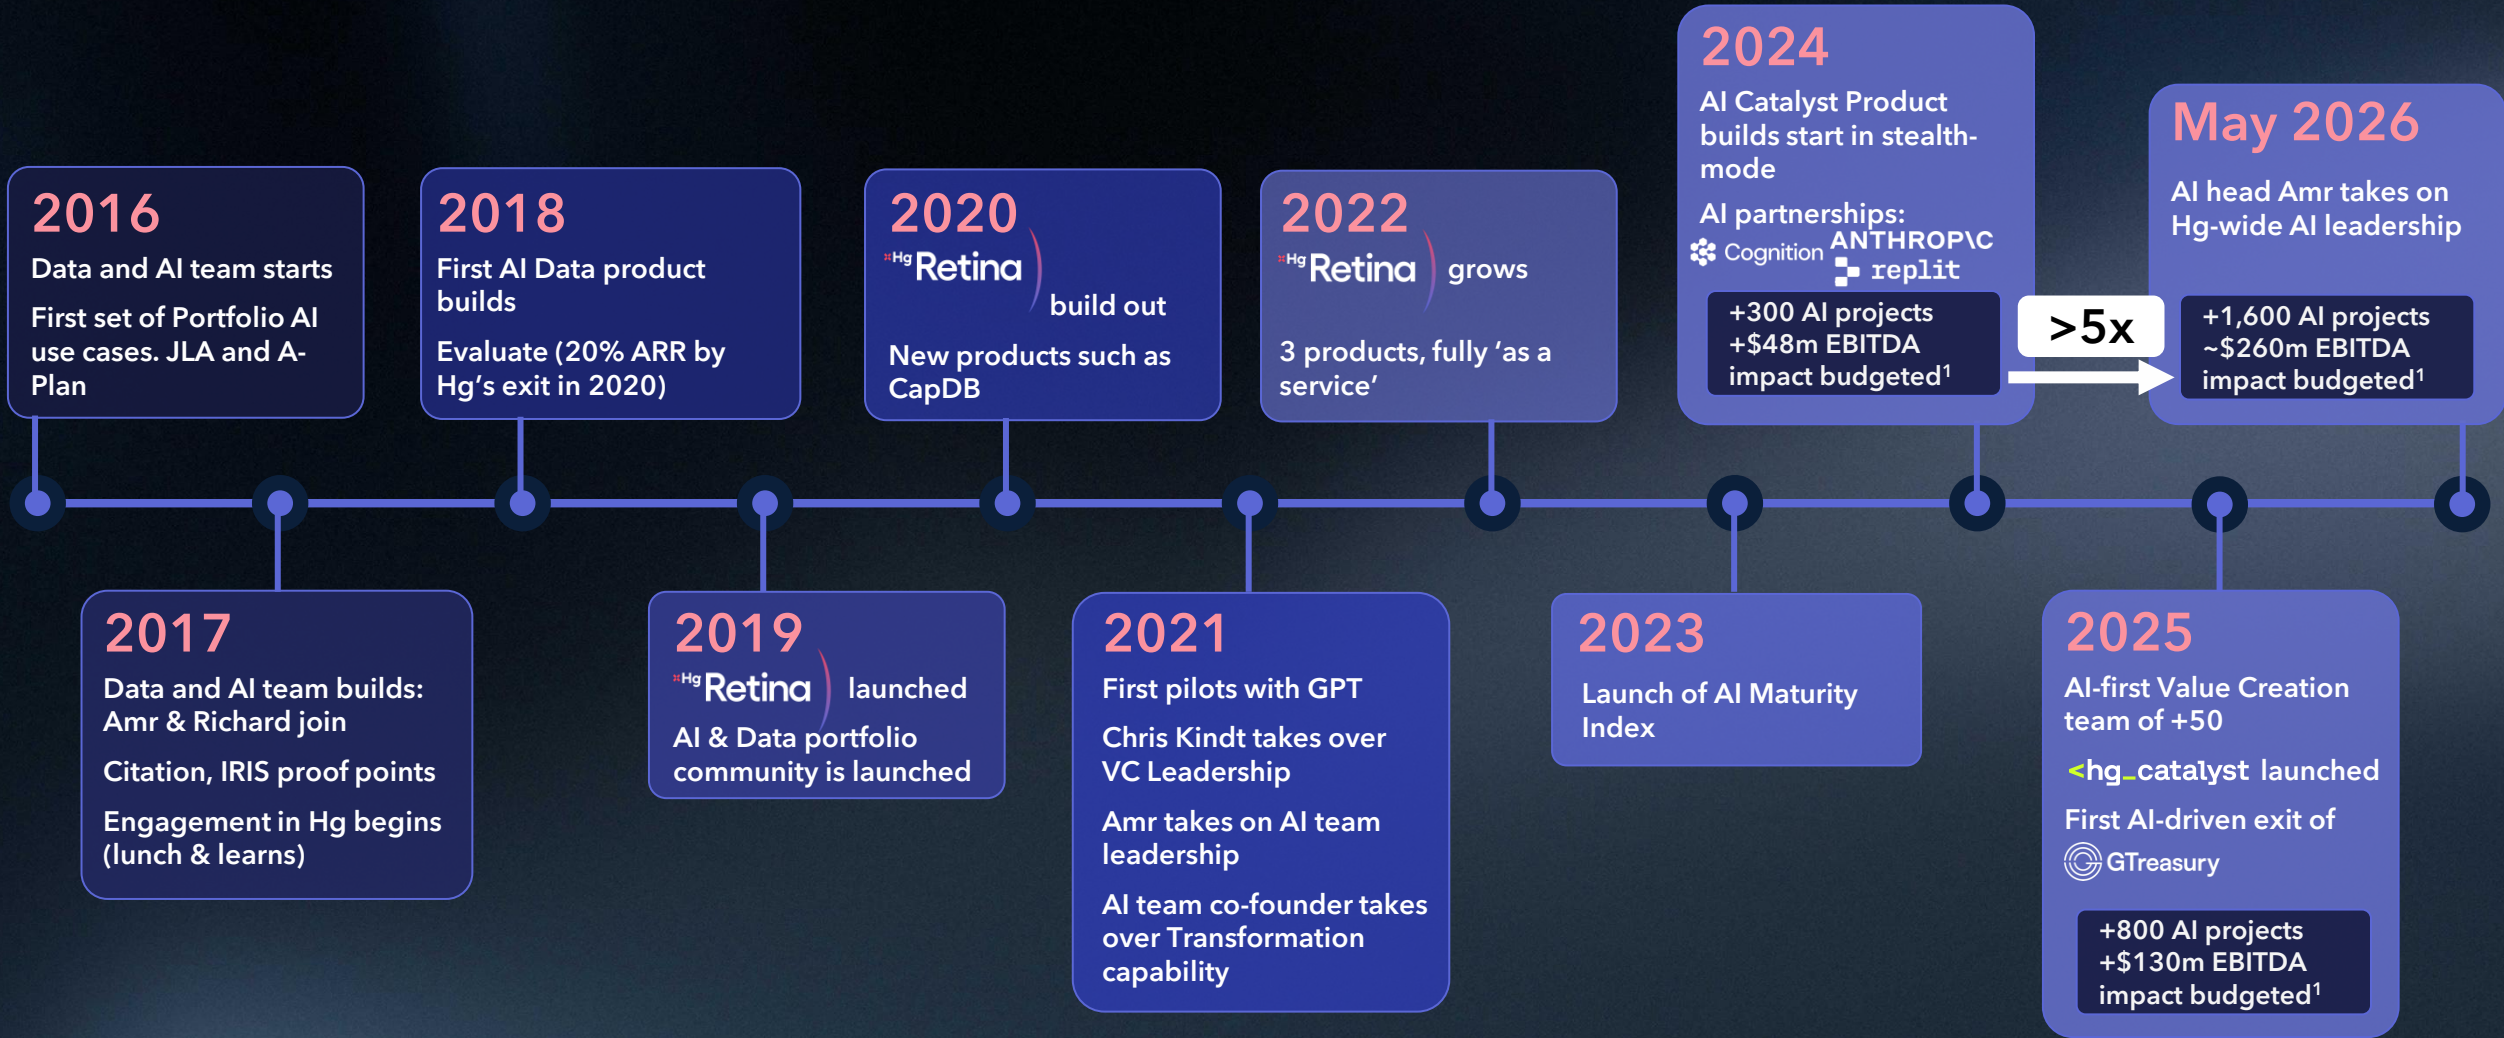 2016
Data and AI team starts
First set of Portfolio AI
use cases. JLA and A-
Plan
2017
Data and AI team builds:
Amr & Richard join
Citation, IRIS proof points
Engagement in Hg begins
(lunch & learns)
2018
First AI Data product
builds
Evaluate (20% ARR by
Hg's exit in 2020)
2019
Hg Retina launched
AI & Data portfolio
community is launched
2020
Hg Retina
build out
New products such as
CapDB
2021
First pilots with GPT
Chris Kindt takes over
VC Leadership
Amr takes on AI team
leadership
AI team co-founder takes
over Transformation
capability
2022
Hg Retina grows
3 products, fully 'as a
service'
2023
Launch of AI Maturity
Index
2024
AI Catalyst Product
builds start in stealth-
mode
AI partnerships:
Cognition ANTHROP\C
replit
+300 AI projects
+$48m EBITDA
impact budgeted¹
>5x
2025
AI-first Value Creation
team of +50
<hg_catalyst launched
First AI-driven exit of
GTreasury
+800 AI projects
+$130m EBITDA
impact budgeted¹
May 2026
AI head Amr takes on
Hg-wide AI leadership
+1,600 AI projects
~$260m EBITDA
impact budgeted¹